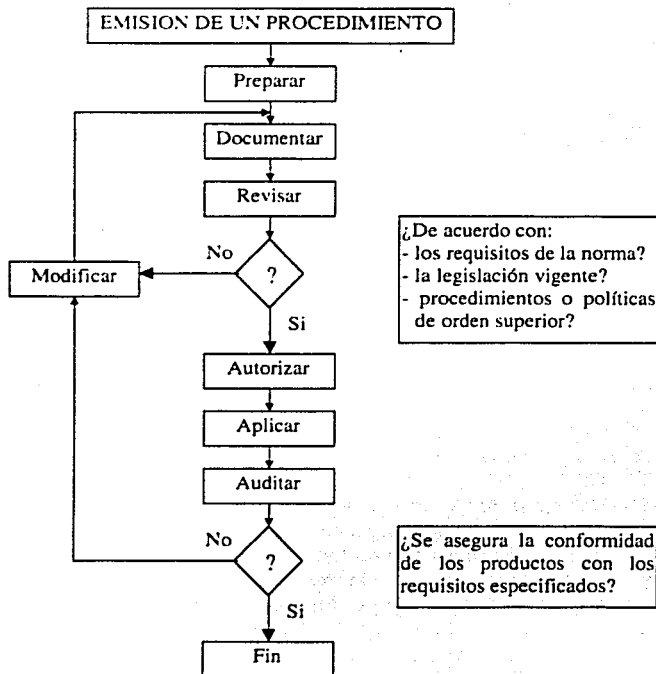 EMISION DE UN PROCEDIMIENTO
Preparar
Documentar
Revisar
No
?
Modificar
Si
¿De acuerdo con:
- los requisitos de la norma?
- la legislación vigente?
- procedimientos o políticas
de orden superior?
Autorizar
Aplicar
Auditar
No
?
Si
¿Se asegura la conformidad
de los productos con los
requisitos especificados?
Fin